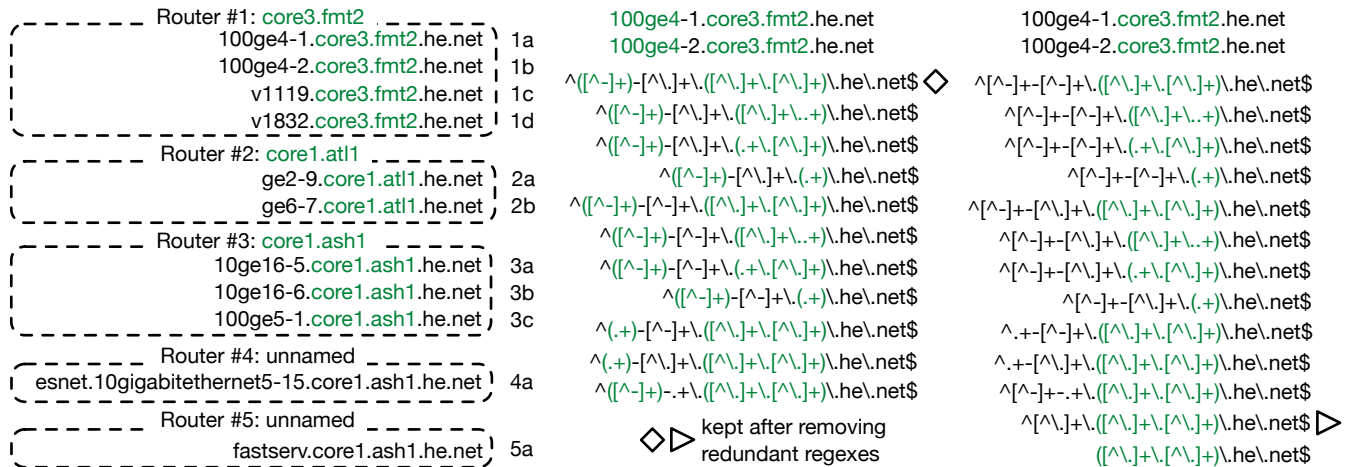 Router #1: core3.fmt2
100ge4-1.core3.fmt2.he.net
1a
100ge4-2.core3.fmt2.he.net
1b
v1119.core3.fmt2.he.net
1c
v1832.core3.fmt2.he.net
1d
Router #2: core1.atl1
ge2-9.core1.atl1.he.net
2a
ge6-7.core1.atl1.he.net
2b
Router #3: core1.ash1
10ge16-5.core1.ash1.he.net
3a
10ge16-6.core1.ash1.he.net
3b
100ge5-1.core1.ash1.he.net
3c
Router #4: unnamed
esnet.10gigabitethernet5-15.core1.ash1.he.net
4a
Router #5: unnamed
fastserv.core1.ash1.he.net
5a
100ge4-1.core3.fmt2.he.net
100ge4-2.core3.fmt2.he.net
^([^-]+)-[^\.]+\.([^\.]+\.[^\.]+)\.he\.net$
^([^-]+)-[^\.]+\.([^\.]+\..+)\.he\.net$
^([^-]+)-[^\.]+\.(.+\.[^\.]+)\.he\.net$
^([^-]+)-[^\.]+\.(.+)\.he\.net$
^([^-]+)-[^-]+\.([^\.]+\.[^\.]+)\.he\.net$
^([^-]+)-[^-]+\.([^\.]+\..+)\.he\.net$
^([^-]+)-[^-]+\.(.+\.[^\.]+)\.he\.net$
^([^-]+)-[^-]+\.(.+)\.he\.net$
^(.+)-[^-]+\.([^\.]+\.[^\.]+)\.he\.net$
^(.+)-[^\.]+\.([^\.]+\.[^\.]+)\.he\.net$
^([^-]+)-.+\.([^\.]+\.[^\.]+)\.he\.net$
kept after removing
redundant regexes
100ge4-1.core3.fmt2.he.net
100ge4-2.core3.fmt2.he.net
^[^-]+-[^-]+\.([^\.]+\.[^\.]+)\.he\.net$
^[^-]+-[^-]+\.([^\.]+\..+)\.he\.net$
^[^-]+-[^-]+\.(.+\.[^\.]+)\.he\.net$
^[^-]+-[^-]+\.(.+)\.he\.net$
^[^-]+-[^\.]+\.([^\.]+\.[^\.]+)\.he\.net$
^[^-]+-[^\.]+\.([^\.]+\..+)\.he\.net$
^[^-]+-[^\.]+\.(.+\.[^\.]+)\.he\.net$
^[^-]+-[^\.]+\.(.+)\.he\.net$
^.+-[^-]+\.([^\.]+\.[^\.]+)\.he\.net$
^.+-[^\.]+\.([^\.]+\.[^\.]+)\.he\.net$
^[^-]+-.+\.([^\.]+\.[^\.]+)\.he\.net$
^[^\.]+\.([^\.]+\.[^\.]+)\.he\.net$
([^\.]+\.[^\.]+)\.he\.net$